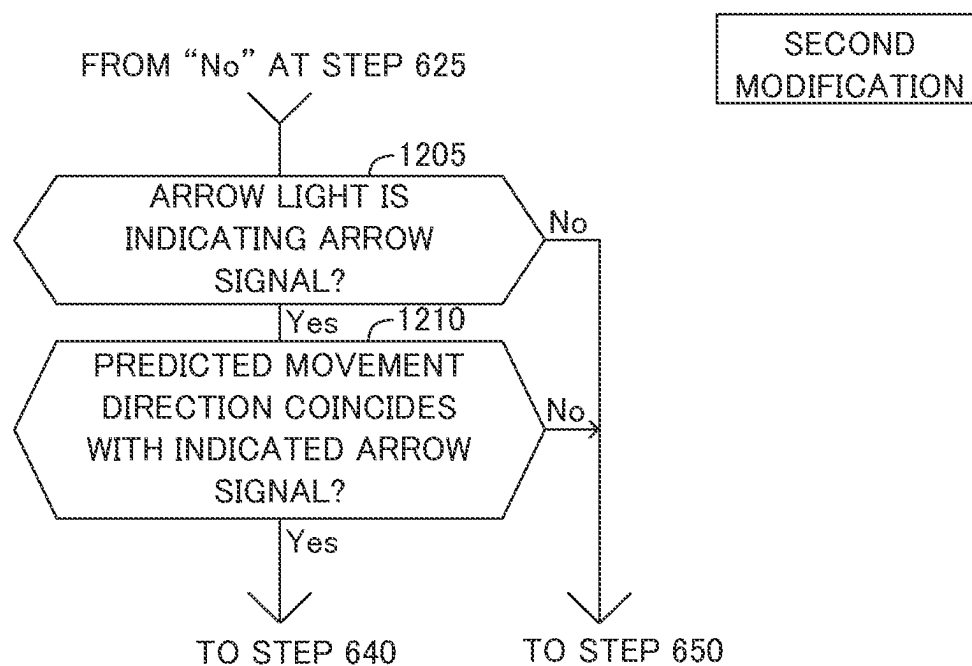 SECOND
MODIFICATION
FROM “No” AT STEP 625
1205
ARROW LIGHT IS
INDICATING ARROW
SIGNAL?
No
Yes
1210
PREDICTED MOVEMENT
DIRECTION COINCIDES
WITH INDICATED ARROW
SIGNAL?
No
Yes
TO STEP 640
TO STEP 650